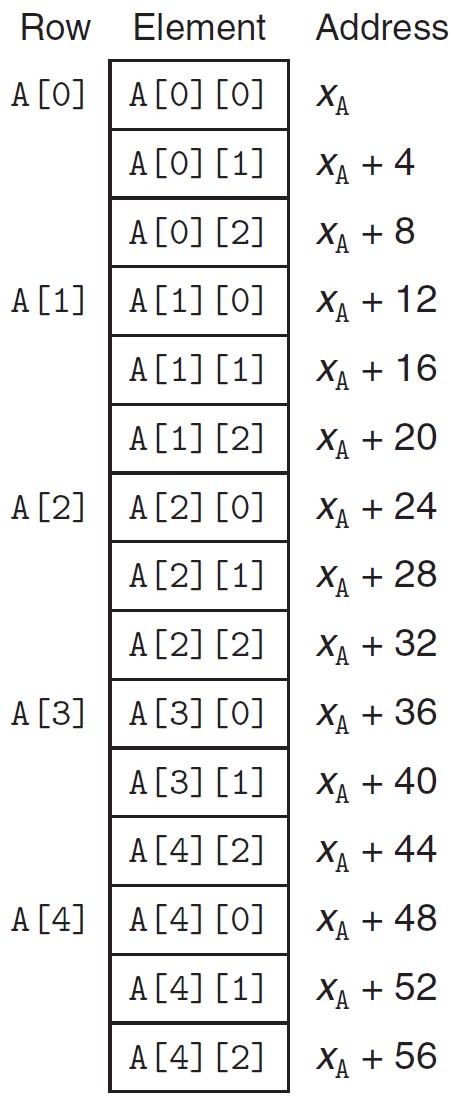 Row Element Address
A[0] A[0][0] xA
A[0][1] xA + 4
A[0][2] xA + 8
A[1] A[1][0] xA + 12
A[1][1] xA + 16
A[1][2] xA + 20
A[2] A[2][0] xA + 24
A[2][1] xA + 28
A[2][2] xA + 32
A[3] A[3][0] xA + 36
A[3][1] xA + 40
A[4][2] xA + 44
A[4] A[4][0] xA + 48
A[4][1] xA + 52
A[4][2] xA + 56